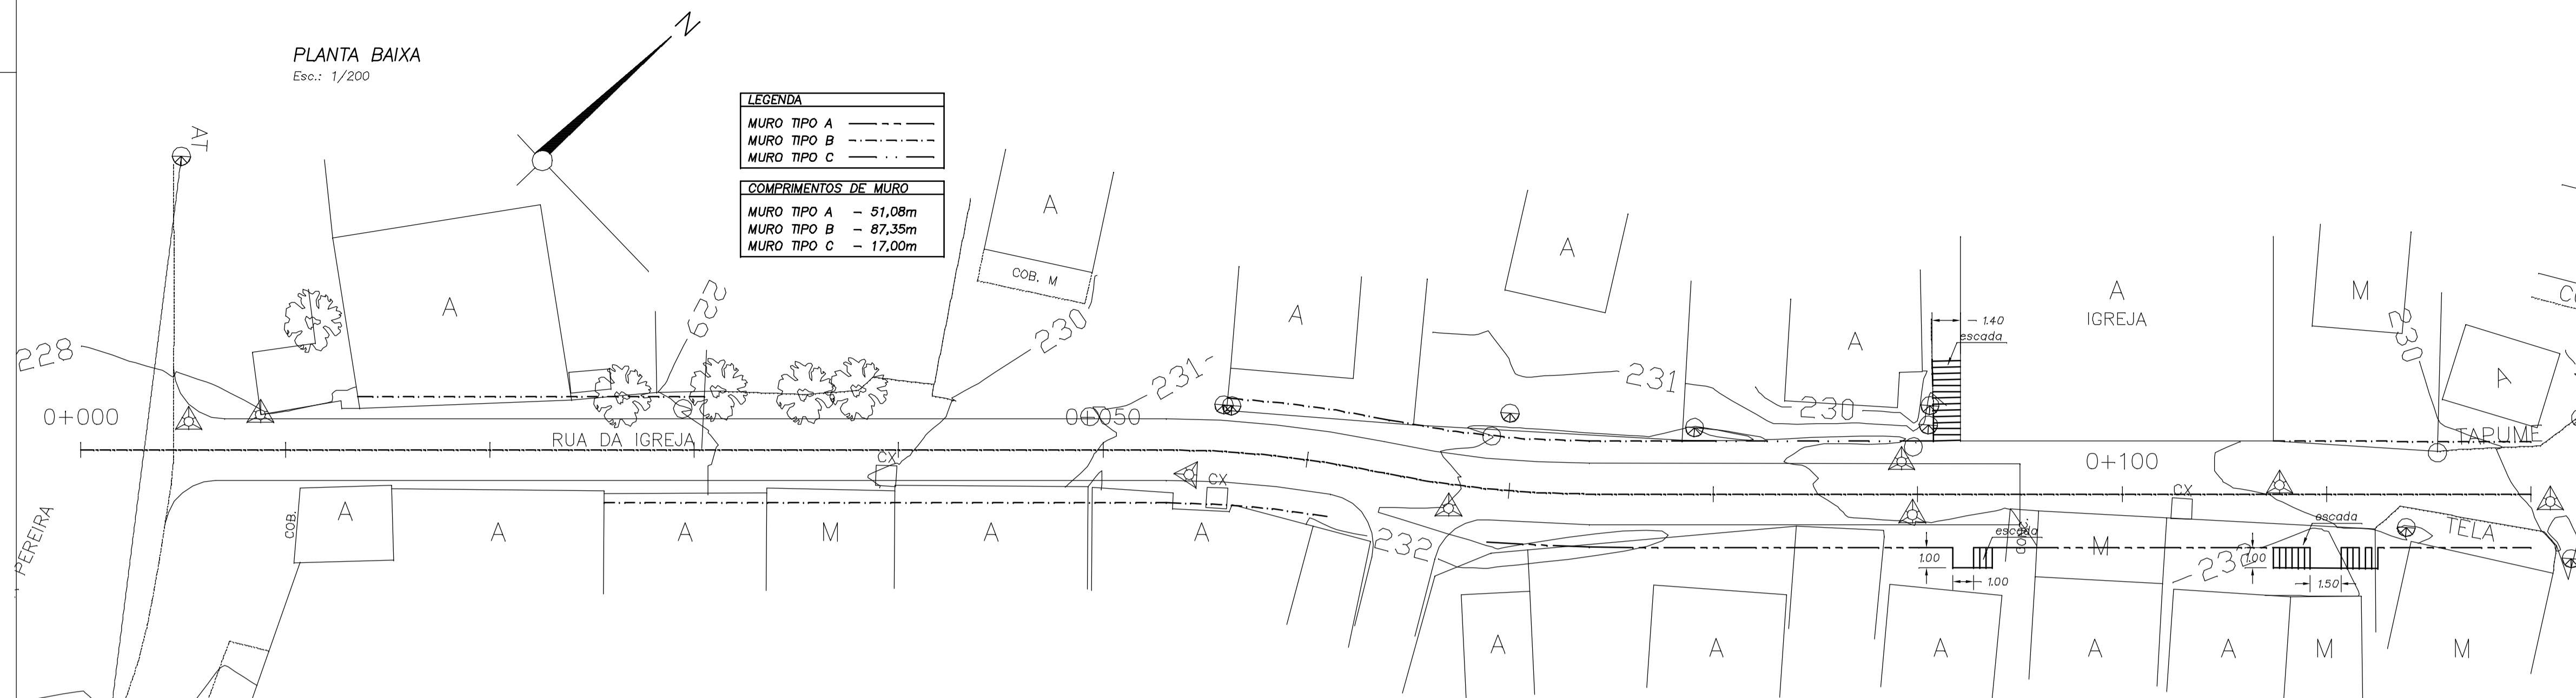 PLANTA BAIXA
Esc.: 1/200
N
AT
LEGENDA
MURO TIPO A
MURO TIPO B
MURO TIPO C
COMPRIMENTOS DE MURO
MURO TIPO A - 51,08m
MURO TIPO B - 87,35m
MURO TIPO C - 17,00m
A
COB. M
A
A
A
A
A
IGREJA
M
A
228
229
230
231
231
230
230
1.40
escada
0+000
0+050
0+100
RUA DA IGREJA
TAPUME
CX
CX
CX
PEREIRA
COB.
A
A
A
M
A
A
232
1.00
1.00
escada
M
1.00
1.50
escada
TELA
A
A
A
A
A
M
M